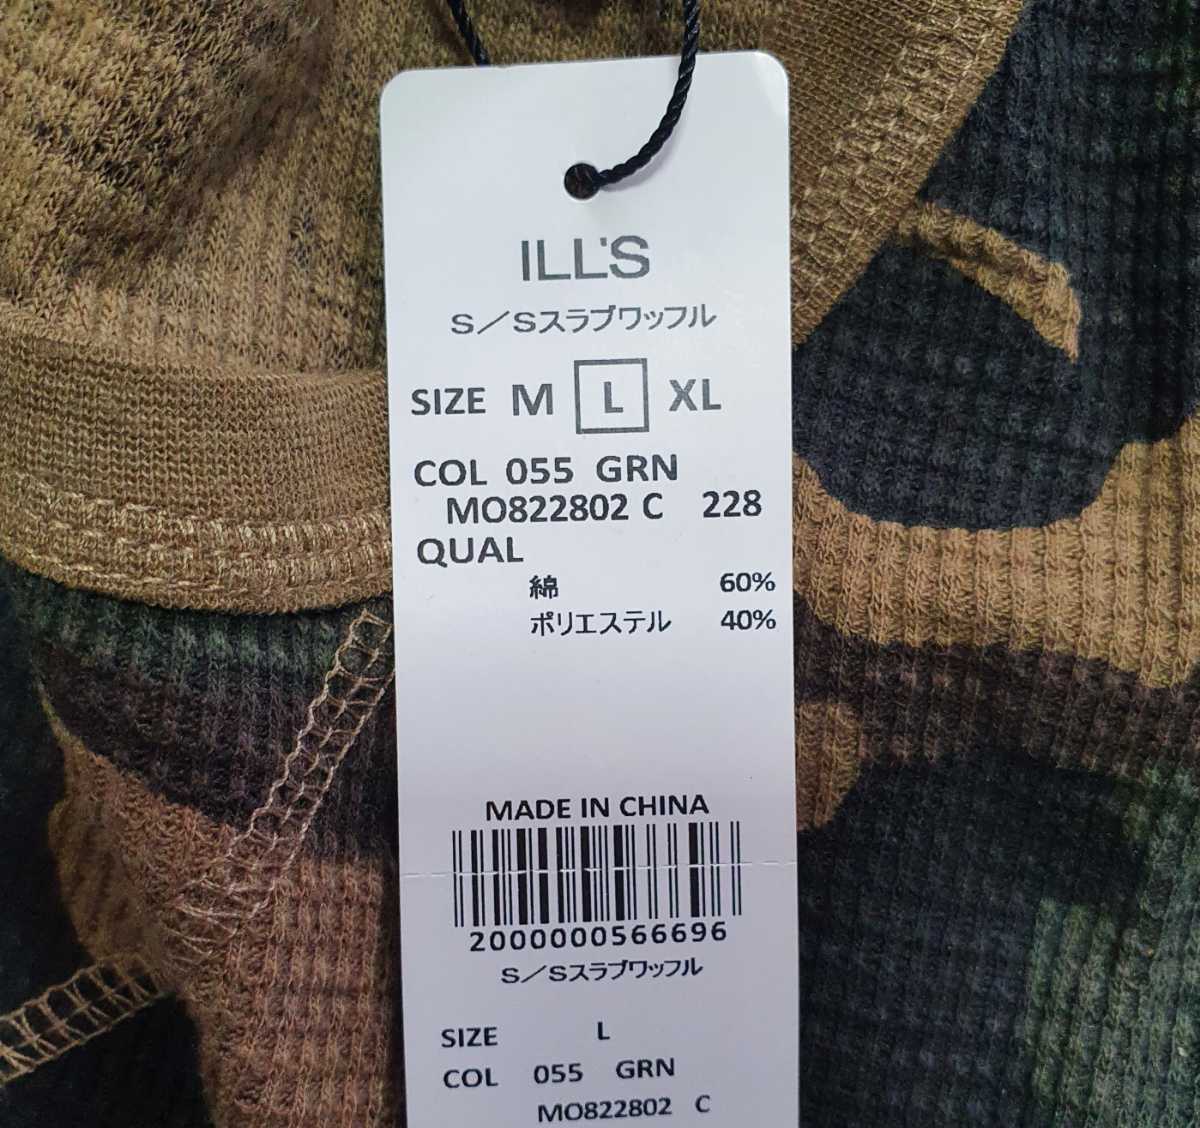 ILL'S
S／Sスラブワッフル
SIZE M L XL
COL 055 GRN
MO822802 C 228
QUAL
綿 60%
ポリエステル 40%
MADE IN CHINA
2000000566696
S／Sスラブワッフル
SIZE L
COL 055 GRN
MO822802 C